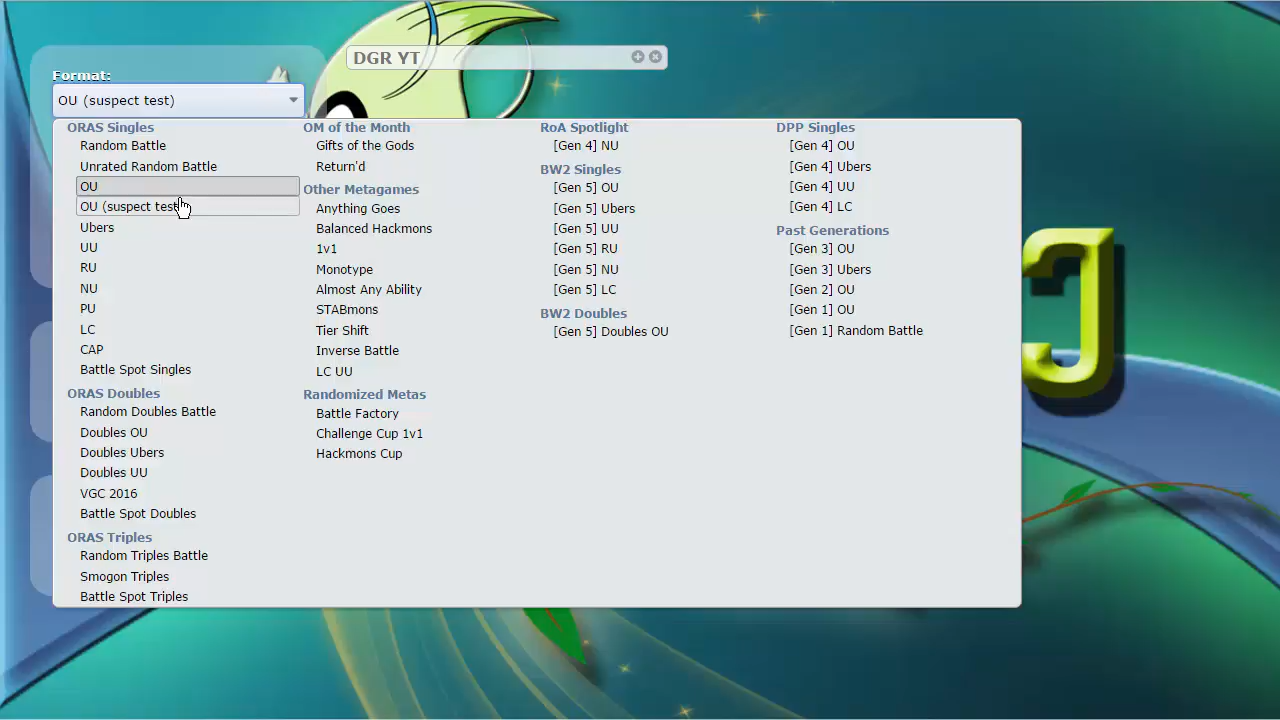 DGR YT
Format:
OU (suspect test)
ORAS Singles
Random Battle
Unrated Random Battle
OU
OU (suspect test)
Ubers
UU
RU
NU
PU
LC
CAP
Battle Spot Singles
ORAS Doubles
Random Doubles Battle
Doubles OU
Doubles Ubers
Doubles UU
VGC 2016
Battle Spot Doubles
ORAS Triples
Random Triples Battle
Smogon Triples
Battle Spot Triples
OM of the Month
Gifts of the Gods
Return'd
Other Metagames
Anything Goes
Balanced Hackmons
1v1
Monotype
Almost Any Ability
STABmons
Tier Shift
Inverse Battle
LC UU
Randomized Metas
Battle Factory
Challenge Cup 1v1
Hackmons Cup
RoA Spotlight
[Gen 4] NU
BW2 Singles
[Gen 5] OU
[Gen 5] Ubers
[Gen 5] UU
[Gen 5] RU
[Gen 5] NU
[Gen 5] LC
BW2 Doubles
[Gen 5] Doubles OU
DPP Singles
[Gen 4] OU
[Gen 4] Ubers
[Gen 4] UU
[Gen 4] LC
Past Generations
[Gen 3] OU
[Gen 3] Ubers
[Gen 2] OU
[Gen 1] OU
[Gen 1] Random Battle